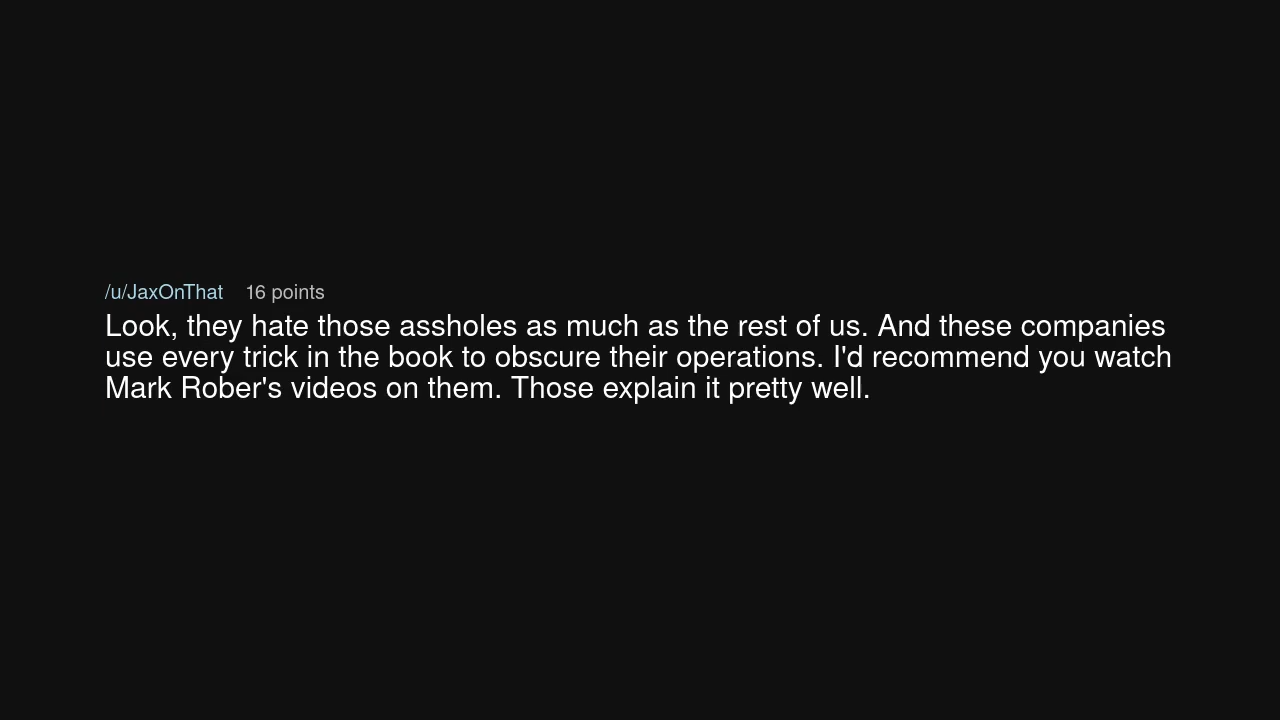 /u/JaxOnThat 16 points
Look, they hate those assholes as much as the rest of us. And these companies
use every trick in the book to obscure their operations. I'd recommend you watch
Mark Rober's videos on them. Those explain it pretty well.